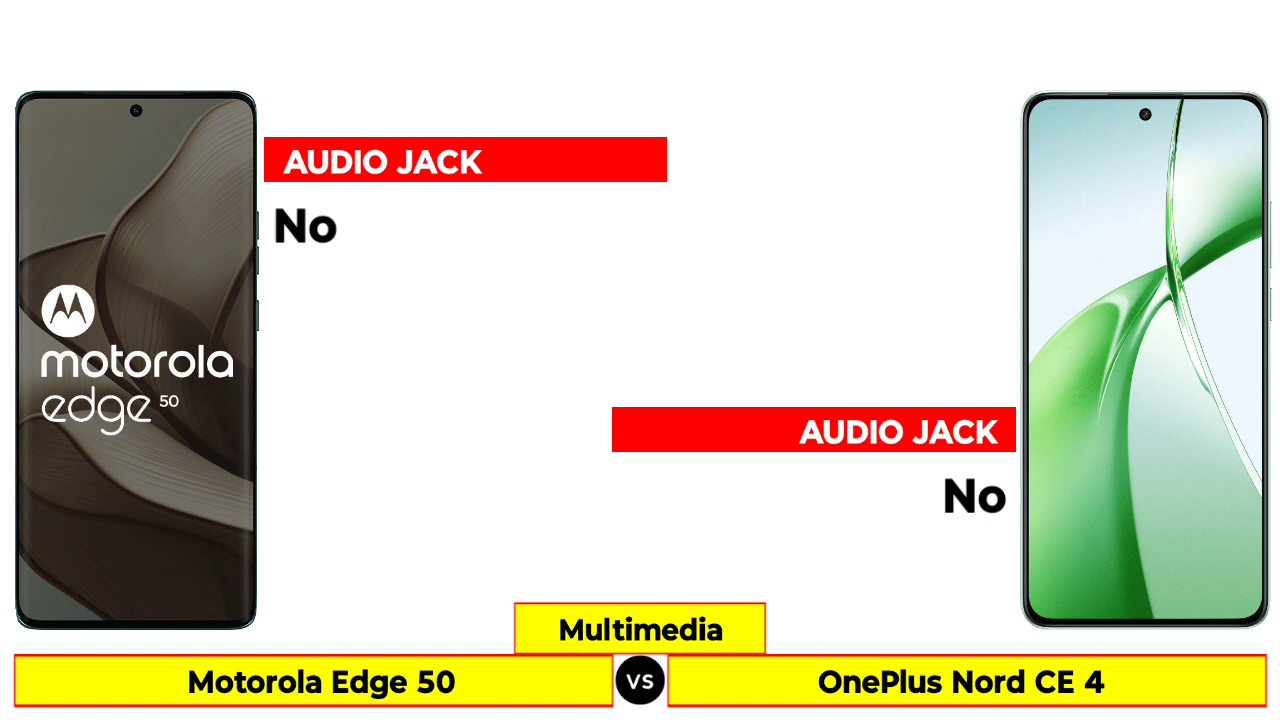 AUDIO JACK
No
motorola
edge 50
AUDIO JACK
No
Multimedia
Motorola Edge 50
VS
OnePlus Nord CE 4